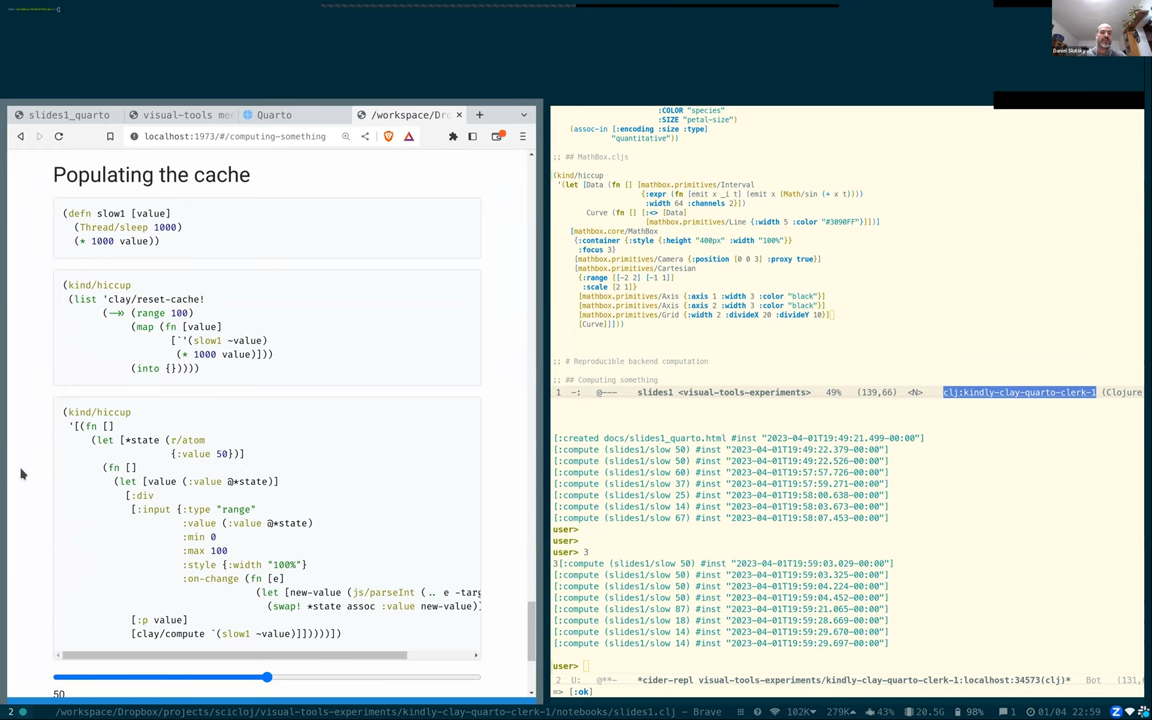 Daniel Slutsky
slides1_quarto
visual-tools me
Quarto
/workspace/Dro
localhost:1973/#/computing-something
Populating the cache
(defn slow1 [value]
(Thread/sleep 1000)
(* 1000 value))
(kind/hiccup
(list 'clay/reset-cache!
(->> (range 100)
(map (fn [value]
[`'(slow1 ~value)
(* 1000 value)]))
(into {}))))
(kind/hiccup
'[(fn []
(let [*state (r/atom
{:value 50})]
(fn []
(let [value (:value @*state)]
[:div
[:input {:type "range"
:value (:value @*state)
:min 0
:max 100
:style {:width "100%"}
:on-change (fn [e]
(let [new-value (js/parseInt (.. e -targ
(swap! *state assoc :value new-value))
[:p value]
[clay/compute `(slow1 ~value)]])))])
50
:COLOR "species"
:SIZE "petal-size")
(assoc-in [:encoding :size :type]
"quantitative"))
;; ## MathBox.cljs
(kind/hiccup
'(let [Data (fn [] [mathbox.primitives/Interval
{:expr (fn [emit x _i t] (emit x (Math/sin (+ x t))))
:width 64 :channels 2}])
Curve (fn [] [:<> [Data]
[mathbox.primitives/Line {:width 5 :color "#3090FF"}]])]
[mathbox.core/MathBox
{:container {:style {:height "400px" :width "100%"}}
:focus 3}
[mathbox.primitives/Camera {:position [0 0 3] :proxy true}]
[mathbox.primitives/Cartesian
{:range [[-2 2] [-1 1]]
:scale [2 1]}
[mathbox.primitives/Axis {:axis 1 :width 3 :color "black"}]
[mathbox.primitives/Axis {:axis 2 :width 3 :color "black"}]
[mathbox.primitives/Grid {:width 2 :divideX 20 :divideY 10}]
[Curve]]]))
;; # Reproducible backend computation
;; ## Computing something
1 -: @--- slides1 <visual-tools-experiments> 49% (139,66) <N> clj:kindly-clay-quarto-clerk-1 (Clojure
[:created docs/slides1_quarto.html #inst "2023-04-01T19:49:21.499-00:00"]
[:compute (slides1/slow 50) #inst "2023-04-01T19:49:22.379-00:00"]
[:compute (slides1/slow 50) #inst "2023-04-01T19:49:22.526-00:00"]
[:compute (slides1/slow 60) #inst "2023-04-01T19:57:57.726-00:00"]
[:compute (slides1/slow 37) #inst "2023-04-01T19:57:59.271-00:00"]
[:compute (slides1/slow 25) #inst "2023-04-01T19:58:00.638-00:00"]
[:compute (slides1/slow 14) #inst "2023-04-01T19:58:03.673-00:00"]
[:compute (slides1/slow 67) #inst "2023-04-01T19:58:07.453-00:00"]
user>
user>
user> 3
3[:compute (slides1/slow 50) #inst "2023-04-01T19:59:03.029-00:00"]
[:compute (slides1/slow 50) #inst "2023-04-01T19:59:03.325-00:00"]
[:compute (slides1/slow 50) #inst "2023-04-01T19:59:04.224-00:00"]
[:compute (slides1/slow 50) #inst "2023-04-01T19:59:04.452-00:00"]
[:compute (slides1/slow 87) #inst "2023-04-01T19:59:21.065-00:00"]
[:compute (slides1/slow 18) #inst "2023-04-01T19:59:28.669-00:00"]
[:compute (slides1/slow 14) #inst "2023-04-01T19:59:29.670-00:00"]
[:compute (slides1/slow 14) #inst "2023-04-01T19:59:29.697-00:00"]
user>
2 U: @**- *cider-repl visual-tools-experiments/kindly-clay-quarto-clerk-1:localhost:34573(clj)* Bot (131,
=> [:ok]
2 /workspace/Dropbox/projects/scicloj/visual-tools-experiments/kindly-clay-quarto-clerk-1/notebooks/slides1.clj - Brave 102K 279K 43% 20.5G 98% 1 01/04 22:59